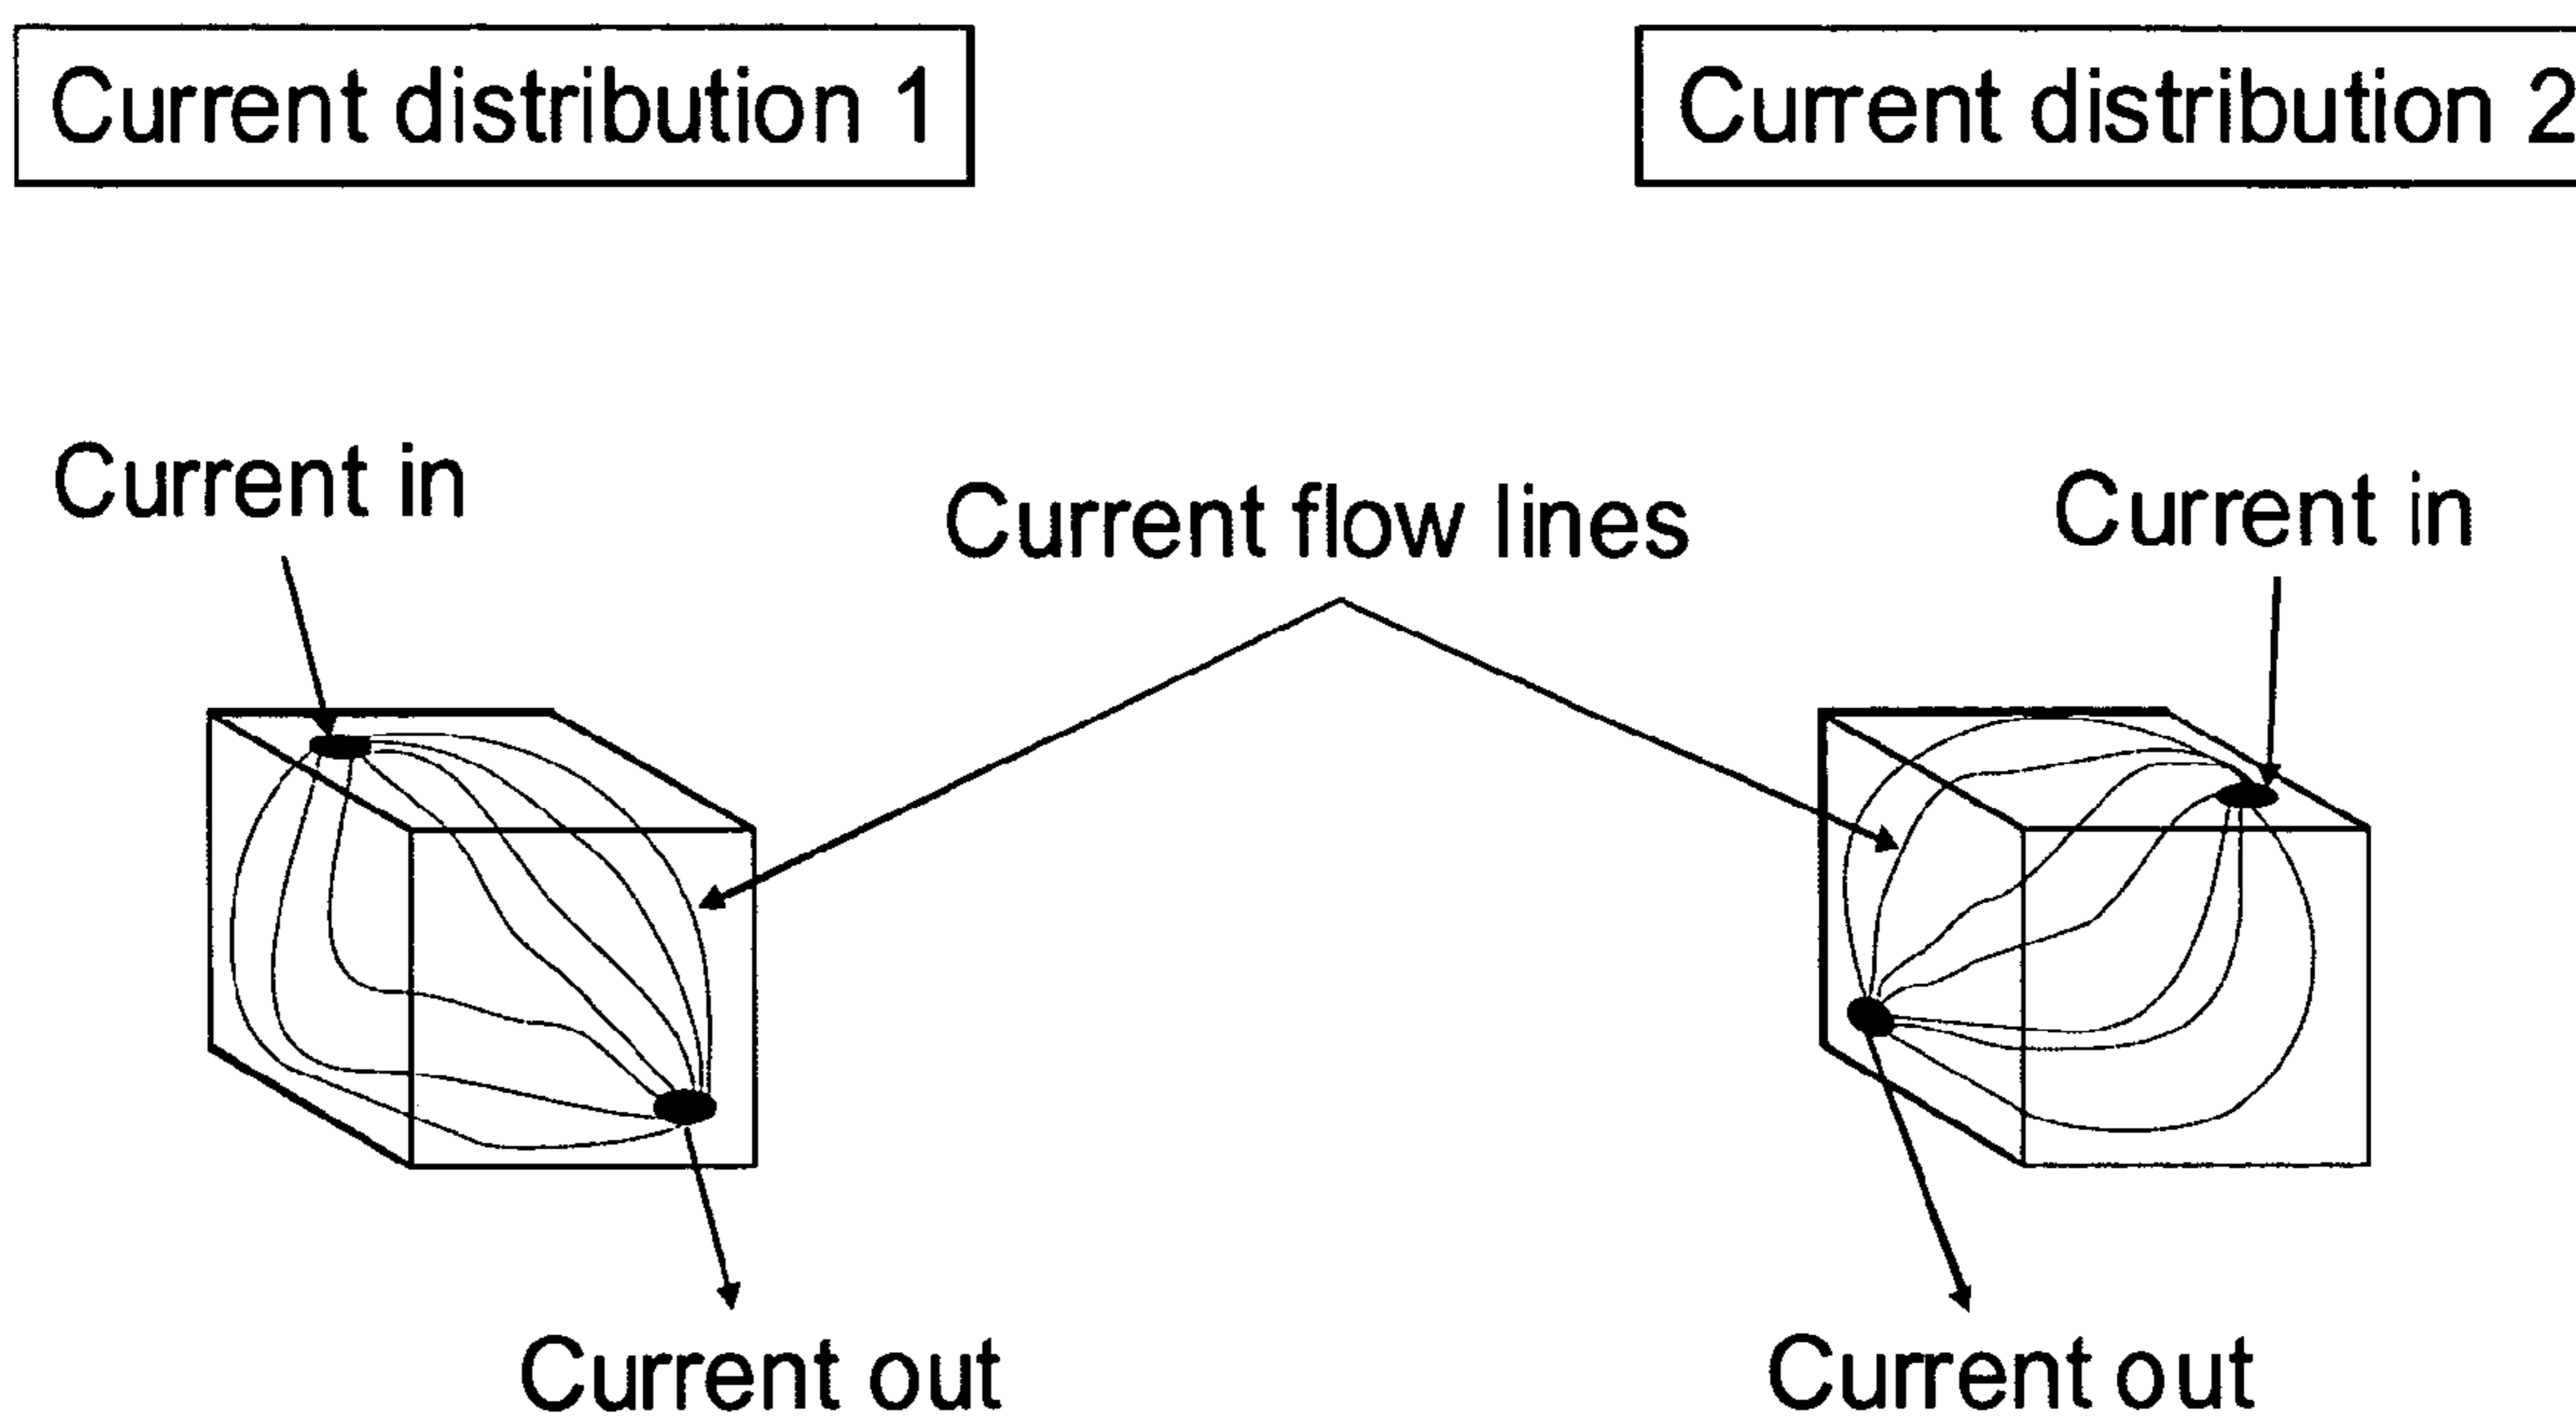 Current distribution 1
Current distribution 2
Current in
Current flow lines
Current in
Current out
Current out